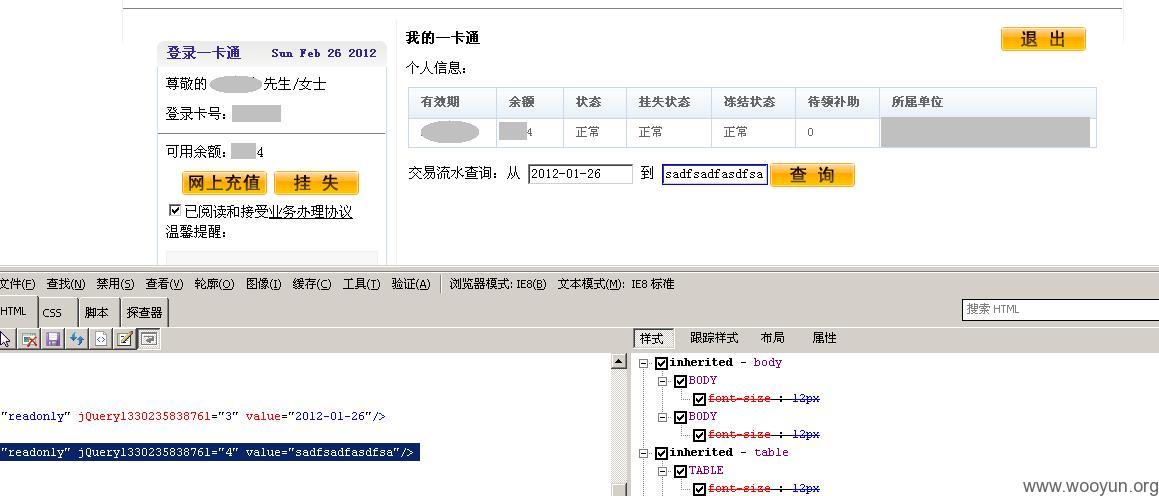 登录一卡通 Sun Feb 26 2012
尊敬的 先生/女士
登录卡号：
可用余额： 4
网上充值 挂 失
已阅读和接受业务办理协议
温馨提醒：
我的一卡通
退 出
个人信息：
有效期 余额 状态 挂失状态 冻结状态 待领补助 所属单位
4 正常 正常 正常 0
交易流水查询：从 2012-01-26 到 sadfsadfasdfsa 查 询
文件(F) 查找(N) 禁用(S) 查看(V) 轮廓(O) 图像(I) 缓存(C) 工具(T) 验证(A) 浏览器模式: IE8(B) 文本模式(M): IE8 标准
HTML CSS 脚本 探查器
搜索 HTML
样式 跟踪样式 布局 属性
"readonly" jQuery1330235838761="3" value="2012-01-26"/>
"readonly" jQuery1330235838761="4" value="sadfsadfasdfsa"/>
inherited - body
BODY
font-size : 12px
BODY
font-size : 12px
inherited - table
TABLE
font-size : 12px
www.wooyun.org